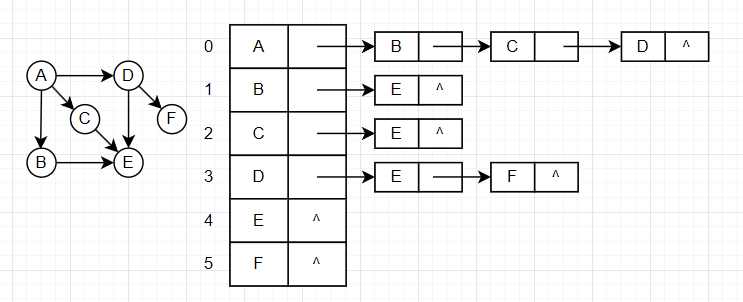 0 A B C D ^
A D 1 B E ^
C F 2 C E ^
B E 3 D E F ^
4 E ^
5 F ^